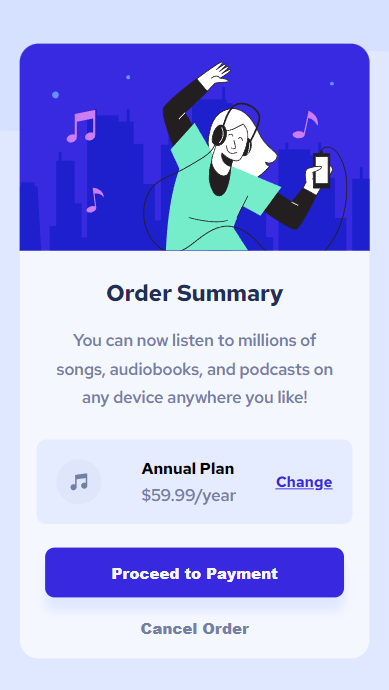 Order Summary
You can now listen to millions of
songs, audiobooks, and podcasts on
any device anywhere you like!
Annual Plan
$59.99/year
Change
Proceed to Payment
Cancel Order